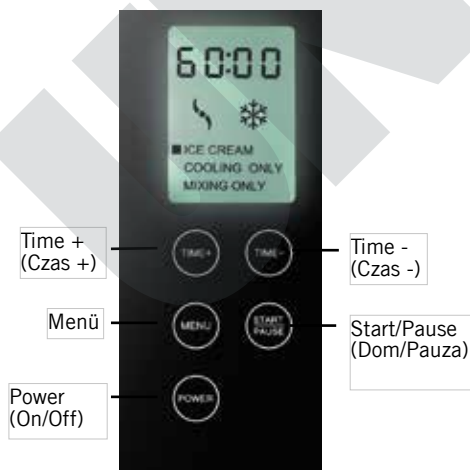 60:00
ICE CREAM
COOLING ONLY
MIXING ONLY
Time +
(Czas +)
TIME+
TIME-
Time -
(Czas -)
Menü
MENU
START
PAUSE
Start/Pause
(Dom/Pauza)
Power
(On/Off)
POWER